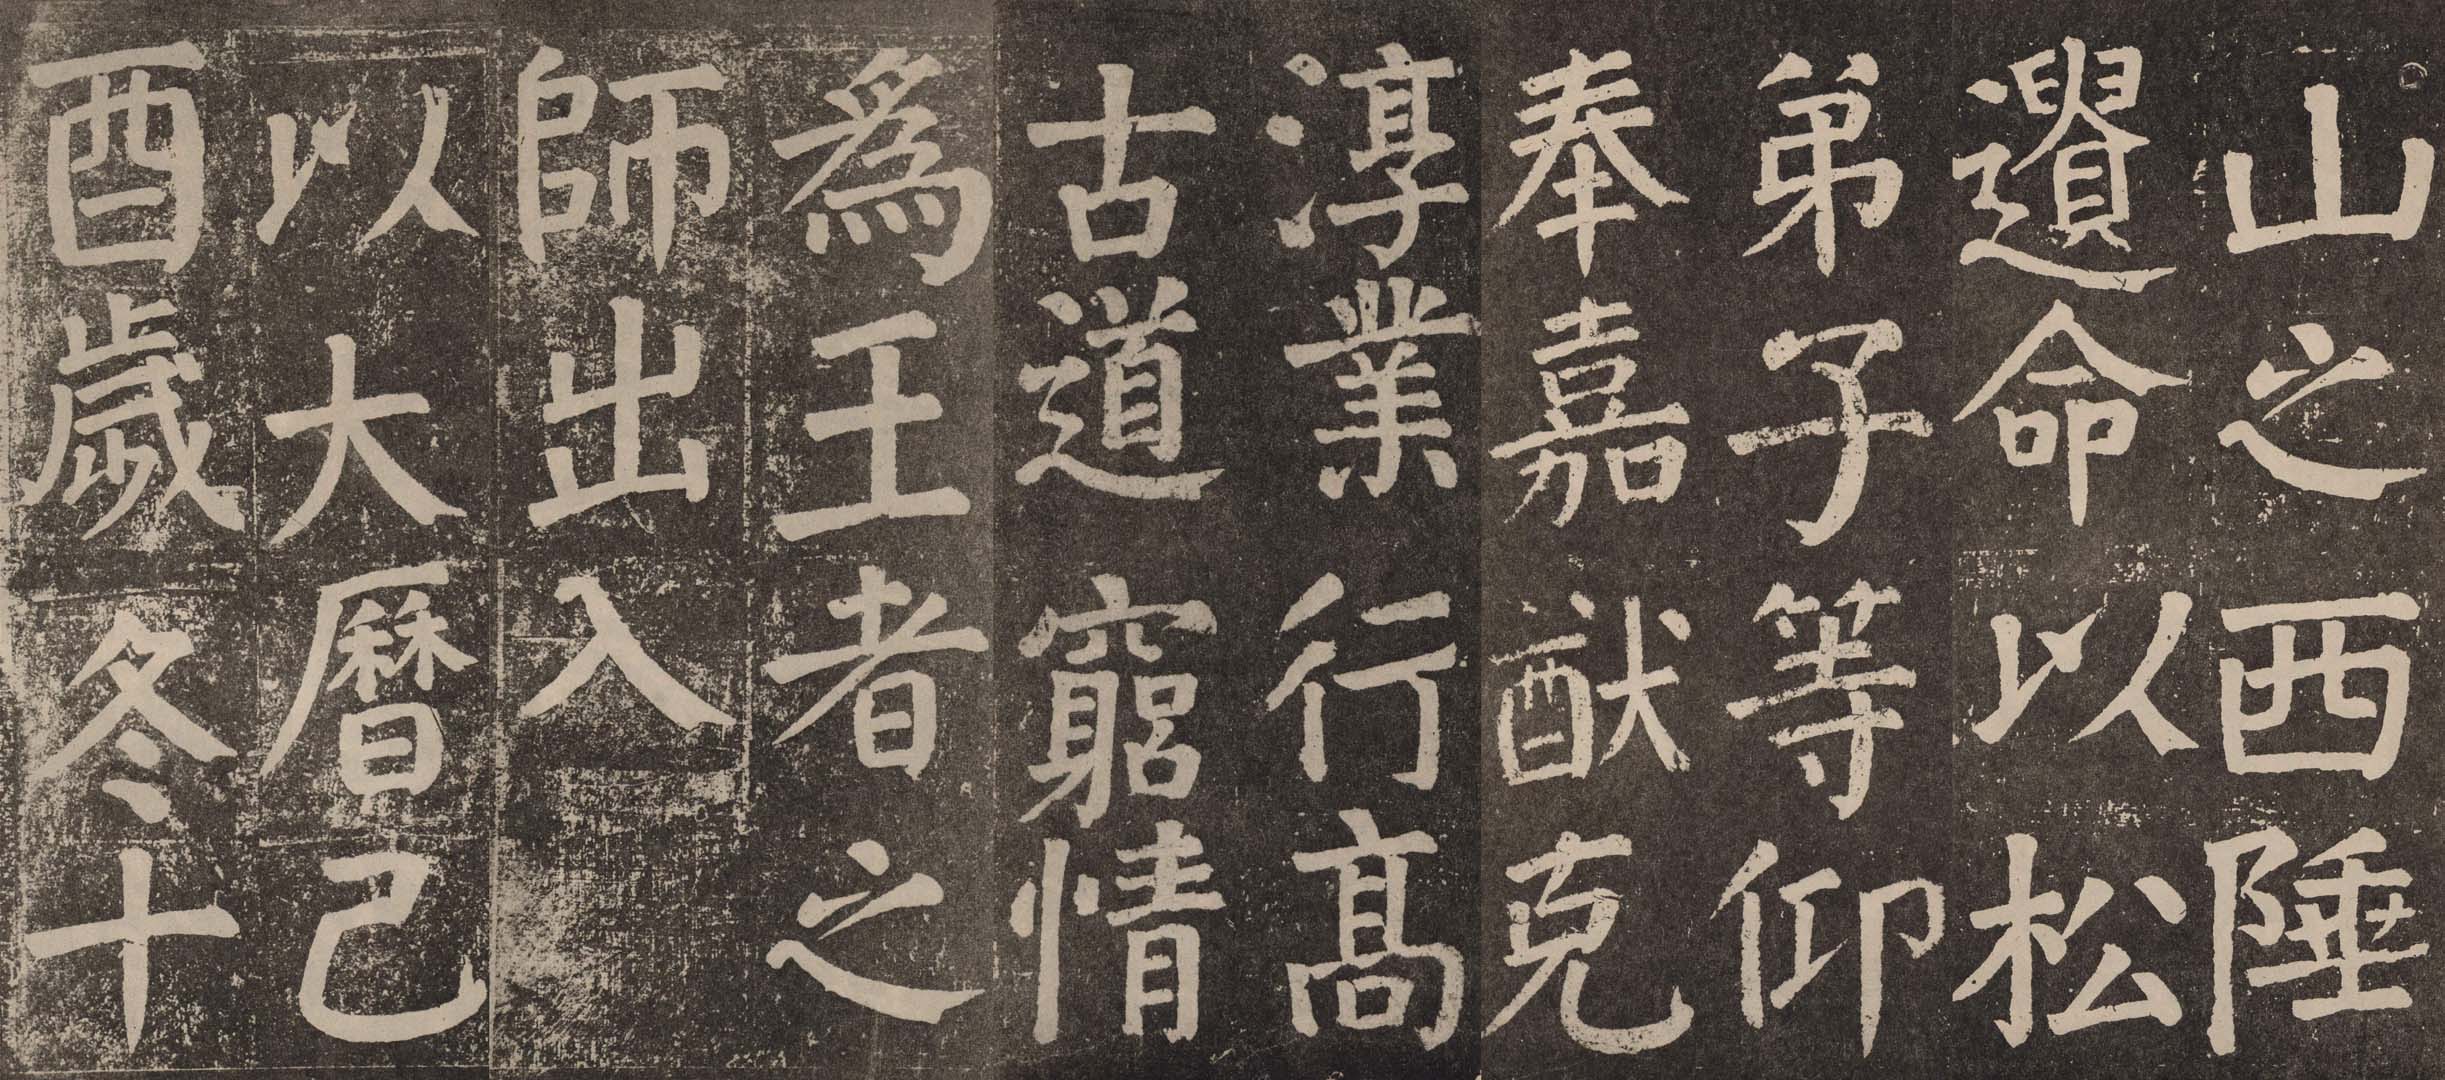 山之西陲
遺命以松
弟子等仰
奉嘉猷克
淳業行高
古道窮情
為王者之
師出入
以大曆己
酉歲冬十